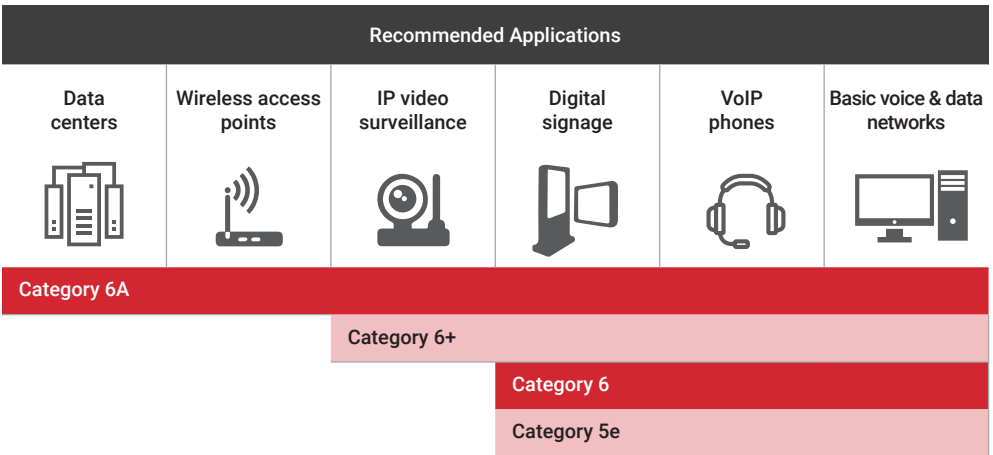 Recommended Applications
Data
centers
Wireless access
points
IP video
surveillance
Digital
signage
VoIP
phones
Basic voice & data
networks
Category 6A
Category 6+
Category 6
Category 5e